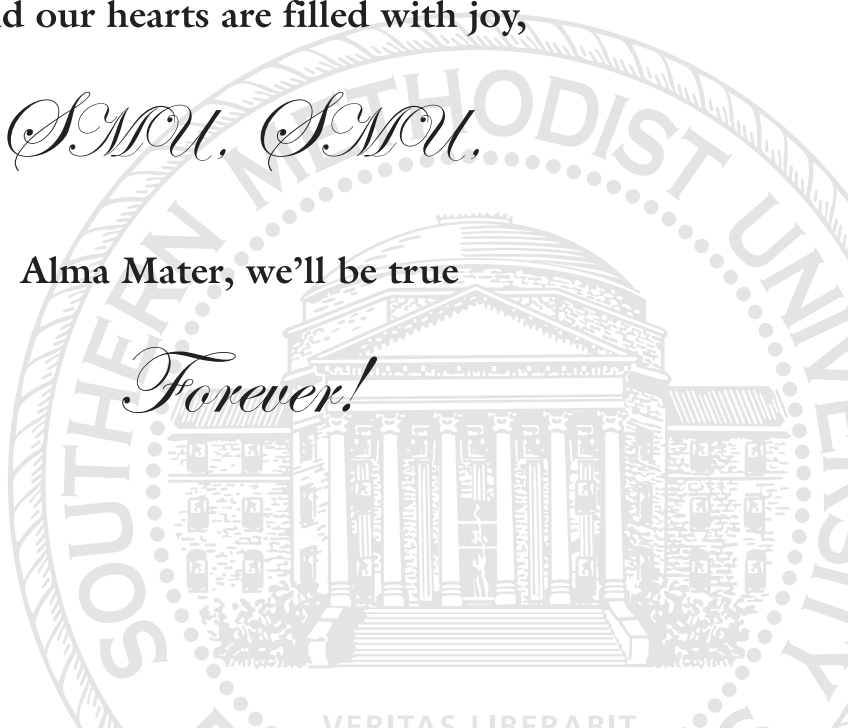 d our hearts are filled with joy,
SMU, SMU,
Alma Mater, we’ll be true
Forever!
SOUTHERN METHODIST UNIVERSITY
VERITAS LIBERABIT